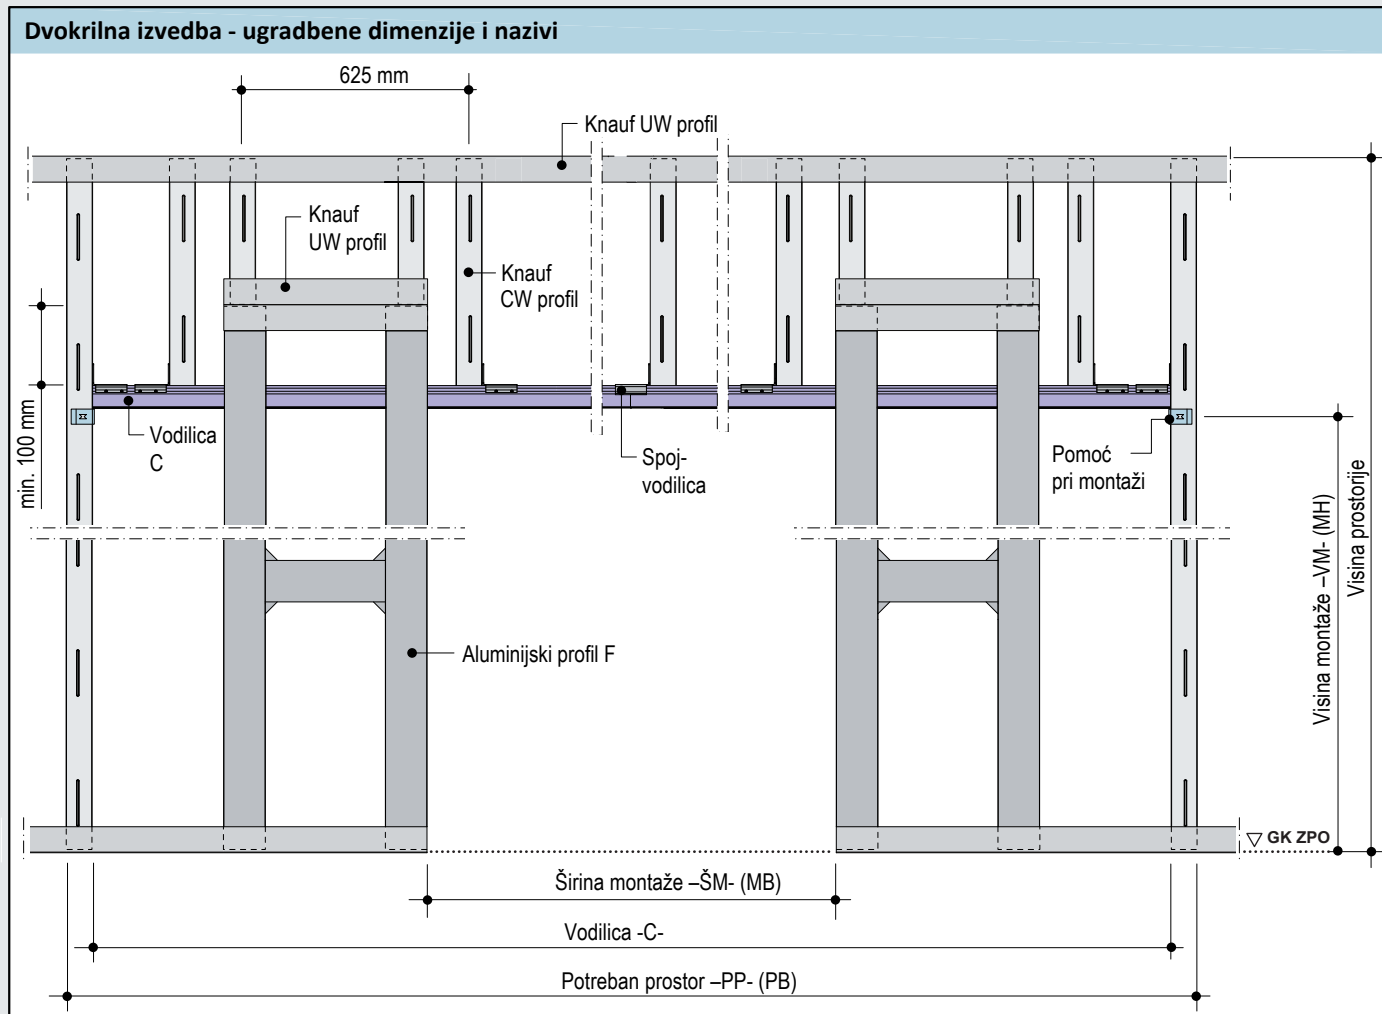 Dvokrilna izvedba - ugradbene dimenzije i nazivi
625 mm
Knauf UW profil
Knauf
UW profil
Knauf
CW profil
min. 100 mm
Vodilica
C
Spoj-
vodilica
Pomoć
pri montaži
Visina montaže –VM- (MH)
Visina prostorije
Aluminijski profil F
GK ZPO
Širina montaže –ŠM- (MB)
Vodilica -C-
Potreban prostor –PP- (PB)